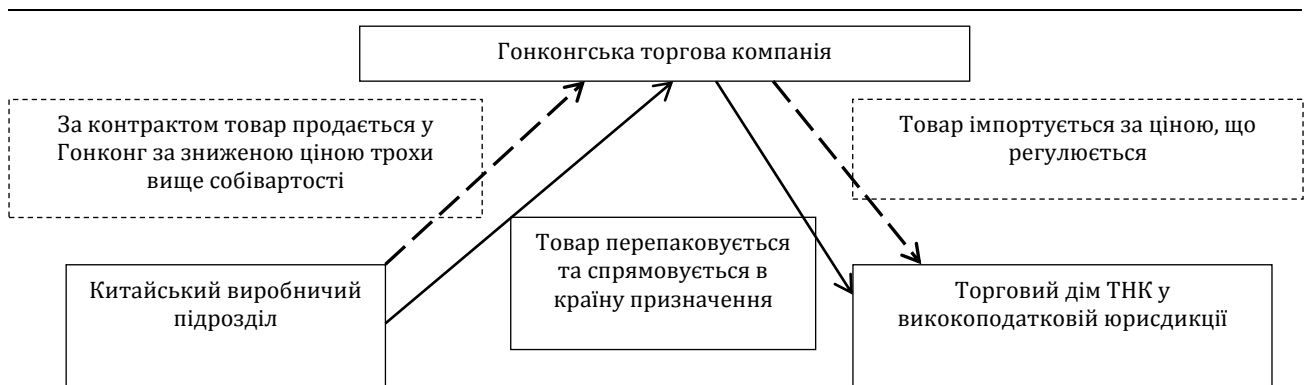 Гонконгська торгова компанія
За контрактом товар продається у
Гонконг за зниженою ціною трохи
вище собівартості
Товар імпортується за ціною, що
регулюється
Товар перепаковується
та спрямовується в
країну призначення
Китайський виробничий
підрозділ
Торговий дім ТНК у
викокоподатковій юрисдикції